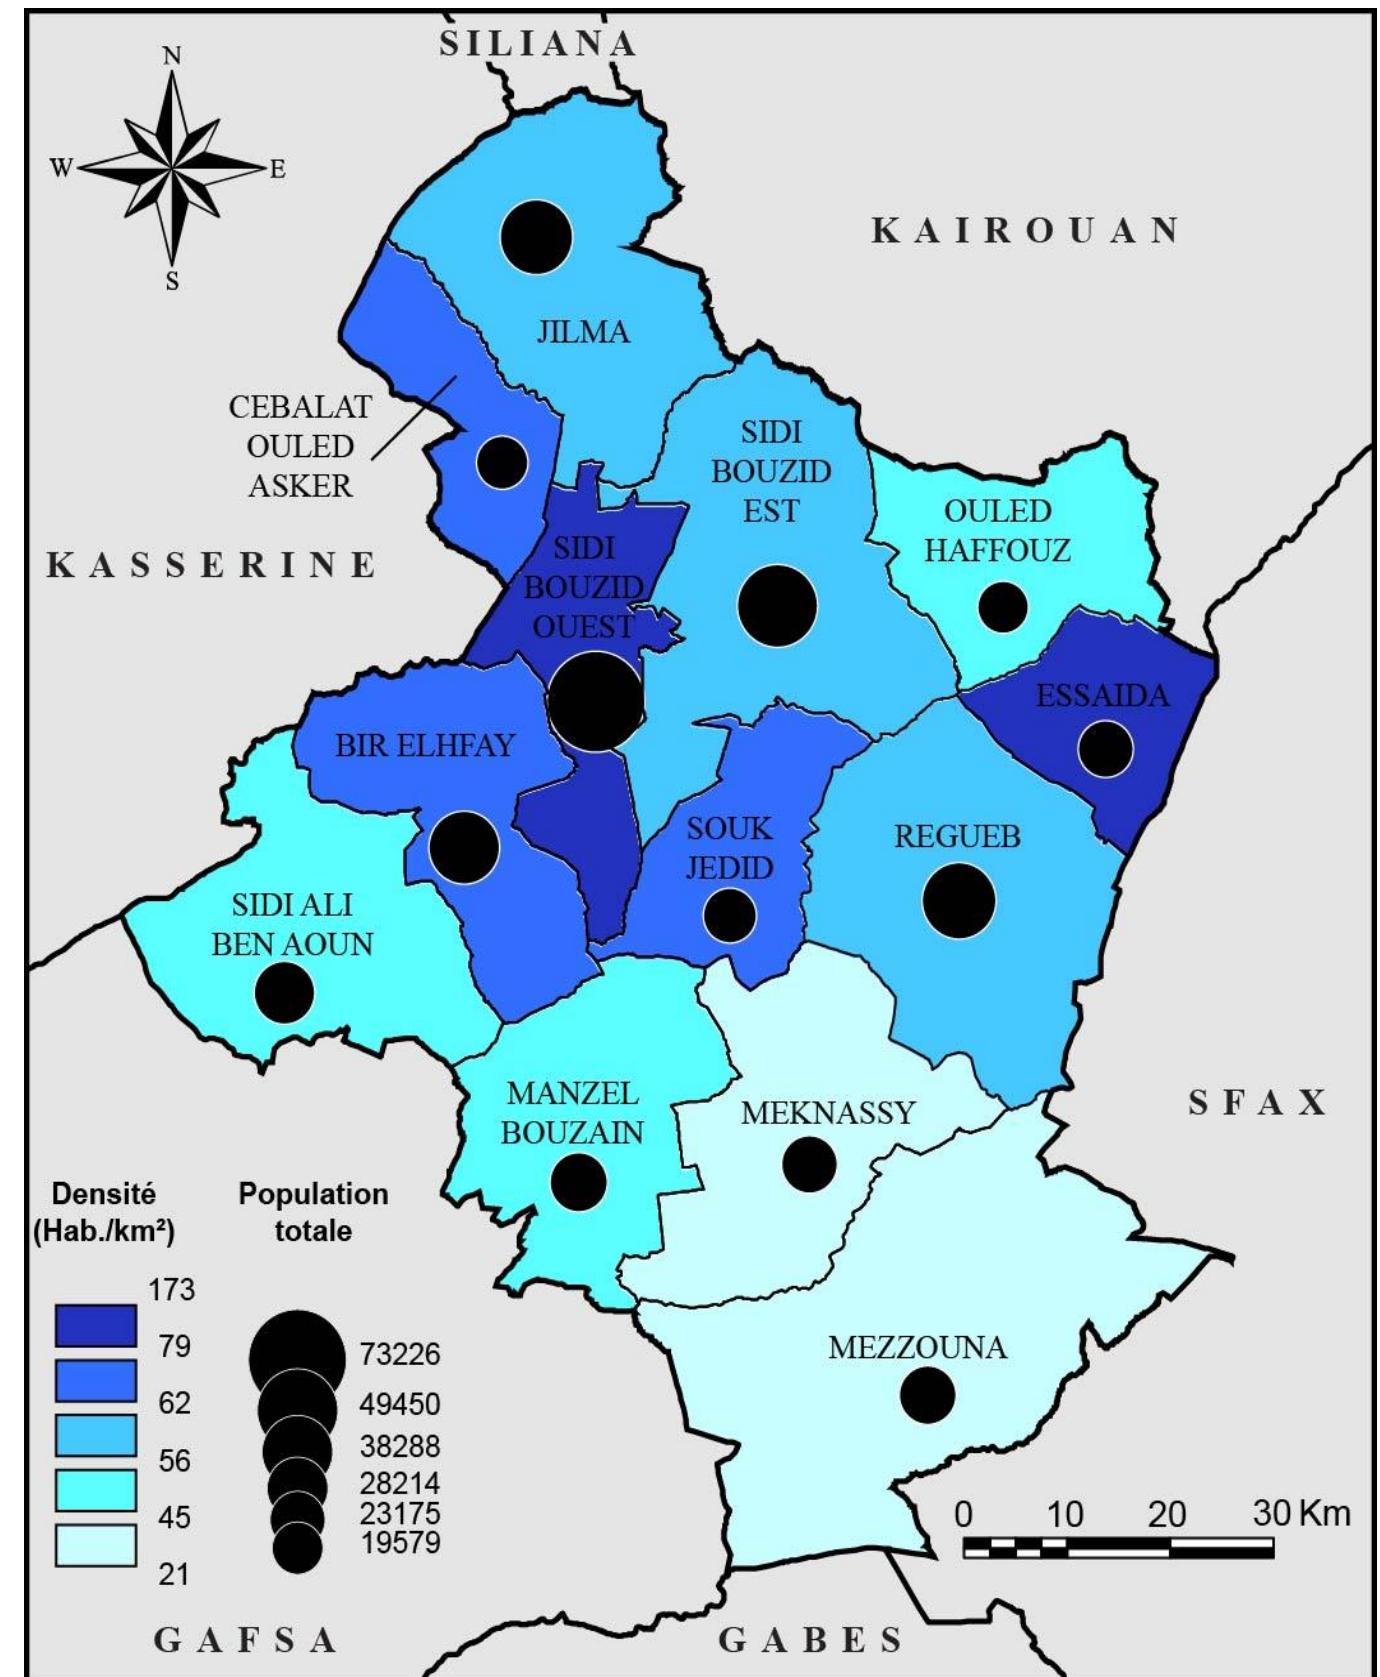 SILIANA
N
W
E
S
KAIROUAN
JILMA
CEBALAT
OULED
ASKER
SIDI
BOUZID
EST
OULED
HAFFOUZ
KASSERINE
SIDI
BOUZID
OUEST
ESSAIDA
BIR ELHFAY
SOUK
JEDID
REGUEB
SIDI ALI
BEN AOUN
MANZEL
BOUZAIN
MEKNASSY
SFAX
MEZZOUNA
Densité
(Hab./km²)
173
79
62
56
45
21
Population
totale
73226
49450
38288
28214
23175
19579
0 10 20 30 Km
GAFSA
GABES